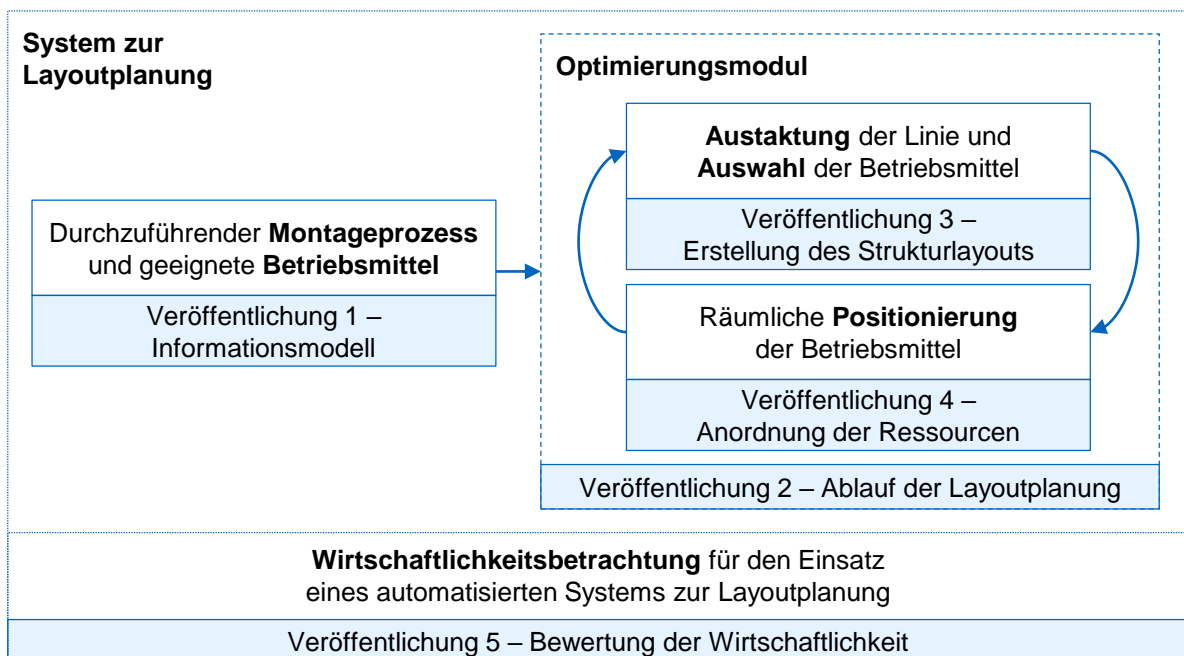 System zur
Layoutplanung
Optimierungsmodul
Austaktung der Linie und
Auswahl der Betriebsmittel
Veröffentlichung 3 –
Erstellung des Strukturlayouts
Durchzuführender Montageprozess
und geeignete Betriebsmittel
Veröffentlichung 1 –
Informationsmodell
Räumliche Positionierung
der Betriebsmittel
Veröffentlichung 4 –
Anordnung der Ressourcen
Veröffentlichung 2 – Ablauf der Layoutplanung
Wirtschaftlichkeitsbetrachtung für den Einsatz
eines automatisierten Systems zur Layoutplanung
Veröffentlichung 5 – Bewertung der Wirtschaftlichkeit